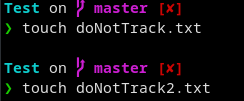 Test on ᚠ master [✘]
❯ touch doNotTrack.txt
Test on ᚠ master [✘]
❯ touch doNotTrack2.txt